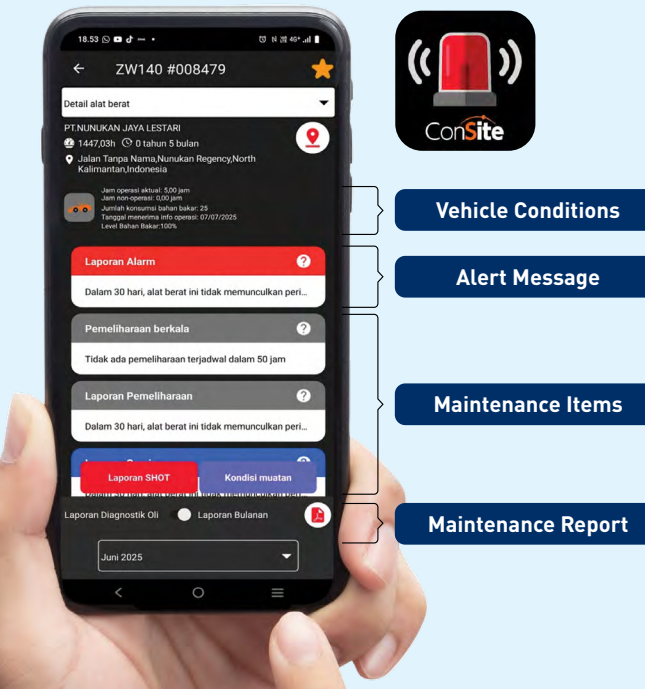 18.53
4G+
ZW140 #008479
Detail alat berat
PT.NUNUKAN JAYA LESTARI
1447,03h 0 tahun 5 bulan
Jalan Tanpa Nama,Nunukan Regency,North
Kalimantan,Indonesia
Jam operasi aktual: 5,00 jam
Jam non-operasi: 0,00 jam
Jumlah konsumsi bahan bakar: 25
Tanggal menerima info operasi: 07/07/2025
Level Bahan Bakar:100%
Laporan Alarm ?
Dalam 30 hari, alat berat ini tidak memunculkan peri...
Pemeliharaan berkala ?
Tidak ada pemeliharaan terjadwal dalam 50 jam
Laporan Pemeliharaan ?
Dalam 30 hari, alat berat ini tidak memunculkan peri...
Laporan SHOT
Kondisi muatan
Laporan Diagnostik Oli
Laporan Bulanan
Juni 2025
ConSite
Vehicle Conditions
Alert Message
Maintenance Items
Maintenance Report